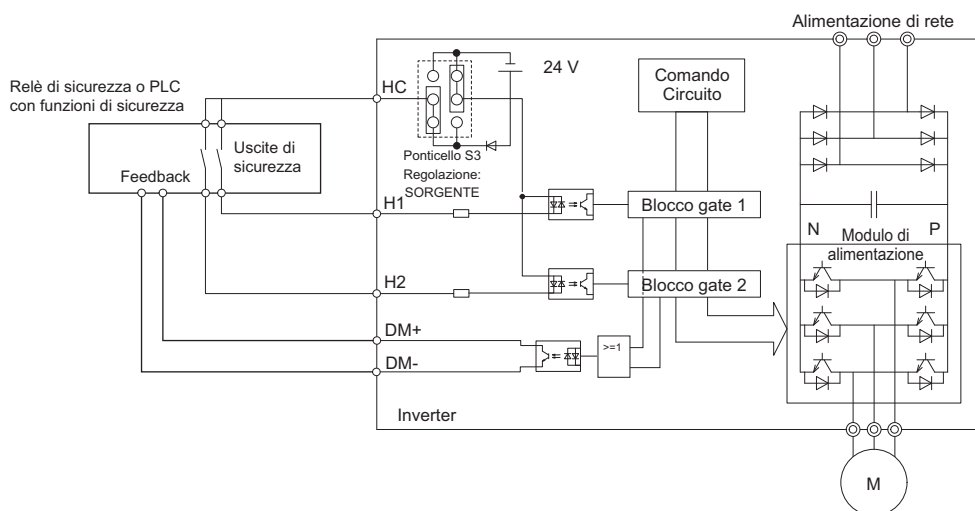 Alimentazione di rete
24 V
HC
Comando
Circuito
Relè di sicurezza o PLC
con funzioni di sicurezza
Uscite di
sicurezza
Feedback
Ponticello S3
Regolazione:
SORGENTE
H1
Blocco gate 1
N
P
Modulo di
alimentazione
H2
Blocco gate 2
DM+
>=1
DM-
Inverter
M